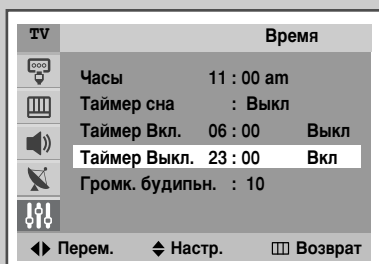 TV Время
Часы 11 : 00 am
Таймер сна : Выкл
Таймер Вкл. 06 : 00 Выкл
Таймер Выкл. 23 : 00 Вкл
Громк. будипьн. : 10
Перем. Настр. Возврат